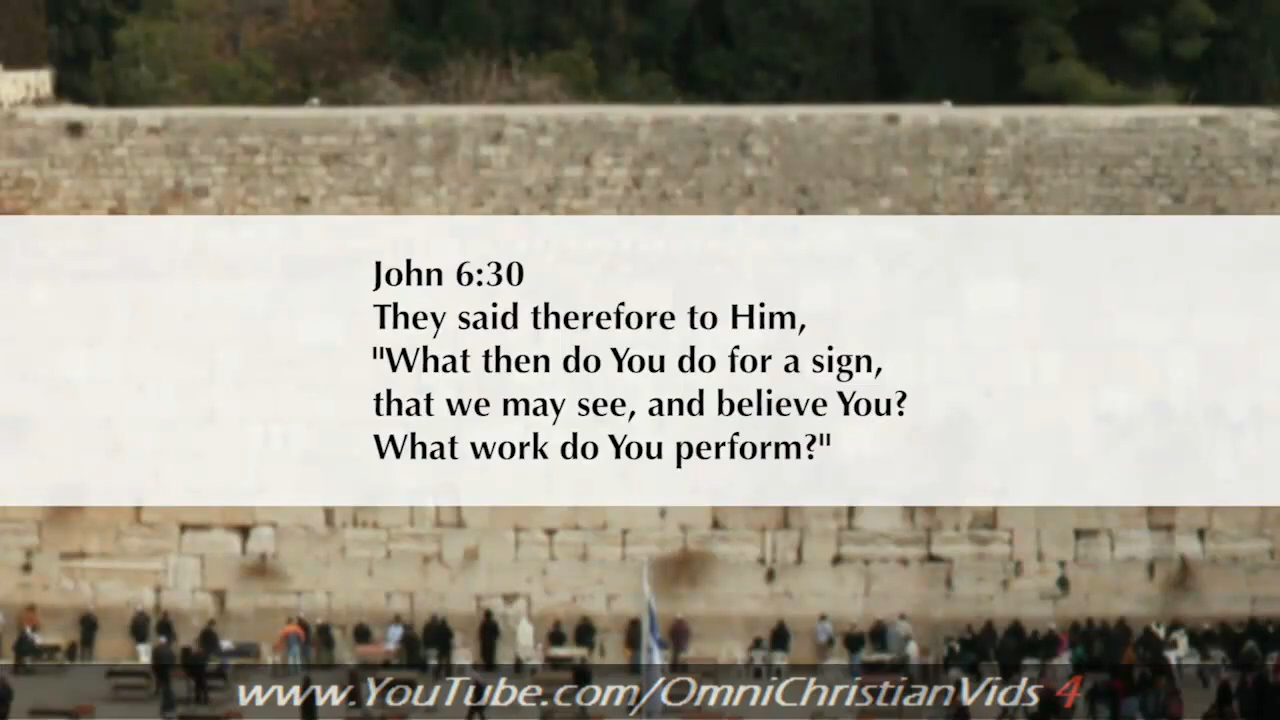 John 6:30
They said therefore to Him,
"What then do You do for a sign,
that we may see, and believe You?
What work do You perform?"
www.YouTube.com/OmniChristianVids 4